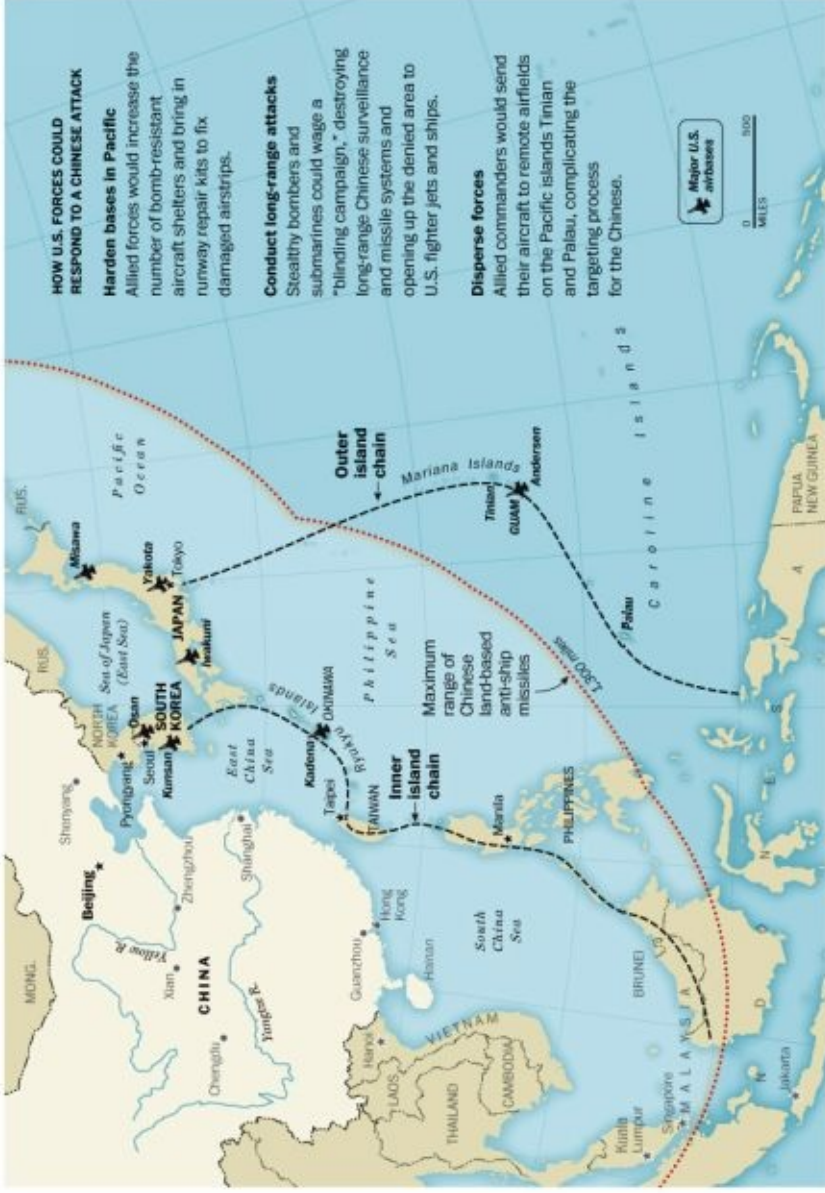 HOW U.S. FORCES COULD
RESPOND TO A CHINESE ATTACK
Harden bases in Pacific
Allied forces would increase the
number of bomb-resistant
aircraft shelters and bring in
runway repair kits to fix
damaged airstrips.
Conduct long-range attacks
Stealthy bombers and
submarines could wage a
"blinding campaign," destroying
long-range Chinese surveillance
and missile systems and
opening up the denied area to
U.S. fighter jets and ships.
Disperse forces
Allied commanders would send
their aircraft to remote airfields
on the Pacific islands Tinian
and Palau, complicating the
targeting process
for the Chinese.
Major U.S.
airbases
0 500
MILES
MONG.
RUS.
RUS.
Shenyang
Beijing
NORTH
KOREA
Pyongyang
Sea of Japan
(East Sea)
Misawa
Pacific
Ocean
Osan
Seoul
SOUTH
KOREA
Kunsan
Yakota
Tokyo
JAPAN
Iwakuni
Yellow R.
Zhengzhou
Xian
CHINA
Chengdu
Yangtze R.
Shanghai
East
China
Sea
Ryukyu Islands
Kadena
OKINAWA
Taipei
TAIWAN
Inner
island
chain
Outer
island
chain
Mariana Islands
Philippine
Sea
Tinian
GUAM
Andersen
Maximum
range of
Chinese
land-based
anti-ship
missiles
1,300 miles
Palau
Caroline Islands
Guanzhou
Hong
Kong
Hainan
Hanoi
VIETNAM
LAOS
THAILAND
CAMBODIA
South
China
Sea
Manila
PHILIPPINES
BRUNEI
MALAYSIA
Kuala
Lumpur
Singapore
INDONESIA
Jakarta
PAPUA
NEW GUINEA